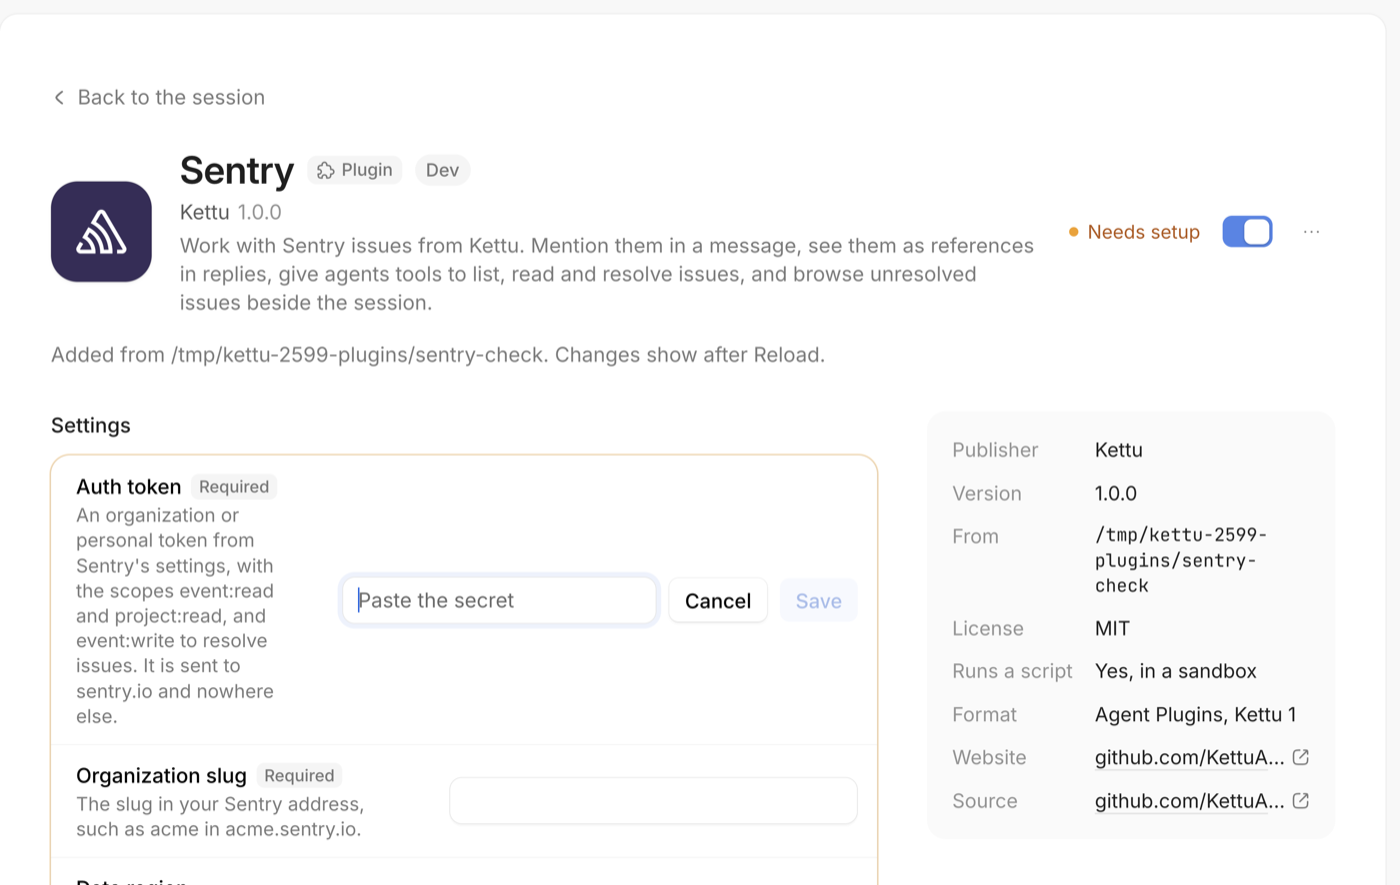 Back to the session
Sentry
Plugin
Dev
Kettu 1.0.0
Work with Sentry issues from Kettu. Mention them in a message, see them as references
in replies, give agents tools to list, read and resolve issues, and browse unresolved
issues beside the session.
Needs setup
Added from /tmp/kettu-2599-plugins/sentry-check. Changes show after Reload.
Settings
Auth token
Required
An organization or
personal token from
Sentry's settings, with
the scopes event:read
and project:read, and
event:write to resolve
issues. It is sent to
sentry.io and nowhere
else.
Paste the secret
Cancel
Save
Organization slug
Required
The slug in your Sentry address,
such as acme in acme.sentry.io.
Publisher
Kettu
Version
1.0.0
From
/tmp/kettu-2599-
plugins/sentry-
check
License
MIT
Runs a script
Yes, in a sandbox
Format
Agent Plugins, Kettu 1
Website
github.com/KettuA...
Source
github.com/KettuA...